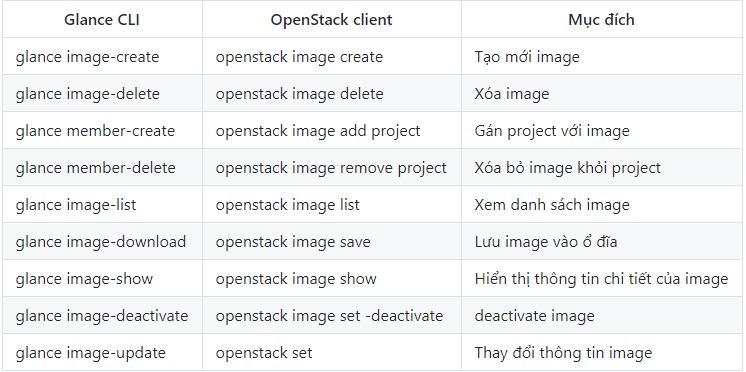 Glance CLI OpenStack client Mục đích
glance image-create openstack image create Tạo mới image
glance image-delete openstack image delete Xóa image
glance member-create openstack image add project Gán project với image
glance member-delete openstack image remove project Xóa bỏ image khỏi project
glance image-list openstack image list Xem danh sách image
glance image-download openstack image save Lưu image vào ổ đĩa
glance image-show openstack image show Hiển thị thông tin chi tiết của image
glance image-deactivate openstack image set -deactivate deactivate image
glance image-update openstack set Thay đổi thông tin image